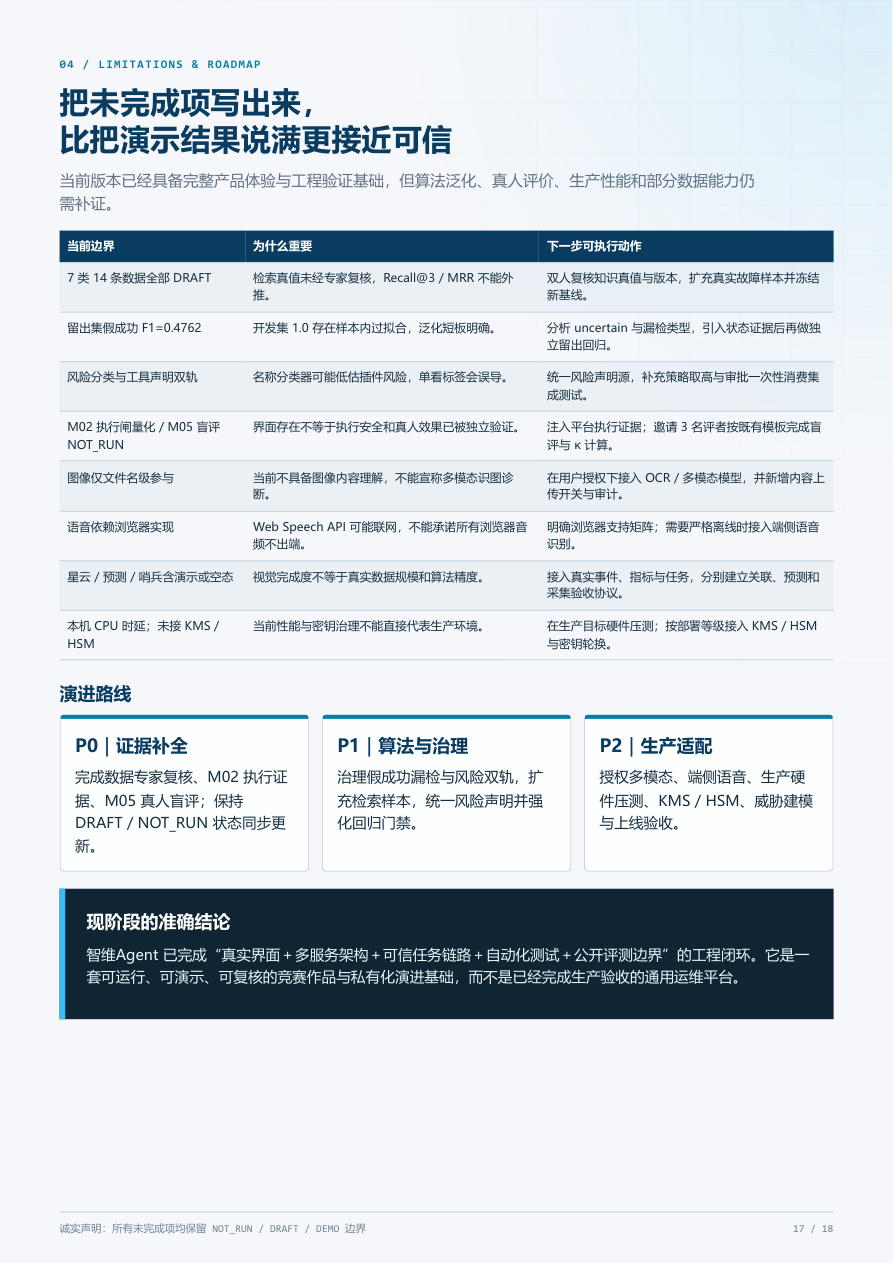 04 / LIMITATIONS & ROADMAP
把未完成项写出来，
比把演示结果说满更接近可信
当前版本已经具备完整产品体验与工程验证基础，但算法泛化、真人评价、生产性能和部分数据能力仍
需补证。
当前边界 为什么重要 下一步可执行动作
7 类 14 条数据全部 DRAFT 检索真值未经专家复核，Recall@3 / MRR 不能外 双人复核知识真值与版本，扩充真实故障样本并冻结
推。 新基线。
留出集假成功 F1=0.4762 开发集 1.0 存在样本内过拟合，泛化短板明确。 分析 uncertain 与漏检类型，引入状态证据后再做独
立留出回归。
风险分类与工具声明双轨 名称分类器可能低估插件风险，单看标签会误导。 统一风险声明源，补充策略取高与审批一次性消费集
成测试。
M02 执行闸量化 / M05 盲评 界面存在不等于执行安全和真人效果已被独立验证。 注入平台执行证据；邀请 3 名评者按既有模板完成盲
NOT_RUN 评与 κ 计算。
图像仅文件名级参与 当前不具备图像内容理解，不能宣称多模态识图诊 在用户授权下接入 OCR / 多模态模型，并新增内容上
断。 传开关与审计。
语音依赖浏览器实现 Web Speech API 可能联网，不能承诺所有浏览器音 明确浏览器支持矩阵；需要严格离线时接入端侧语音
频不出端。 识别。
星云 / 预测 / 哨兵含演示或空态 视觉完成度不等于真实数据规模和算法精度。 接入真实事件、指标与任务，分别建立关联、预测和
采集验收协议。
本机 CPU 时延；未接 KMS / 当前性能与密钥治理不能直接代表生产环境。 在生产目标硬件压测；按部署等级接入 KMS / HSM
HSM 与密钥轮换。
演进路线
P0｜证据补全
完成数据专家复核、M02 执行证
据、M05 真人盲评；保持
DRAFT / NOT_RUN 状态同步更
新。
P1｜算法与治理
治理假成功漏检与风险双轨，扩
充检索样本，统一风险声明并强
化回归门禁。
P2｜生产适配
授权多模态、端侧语音、生产硬
件压测、KMS / HSM、威胁建模
与上线验收。
现阶段的准确结论
智维Agent 已完成“真实界面＋多服务架构＋可信任务链路＋自动化测试＋公开评测边界”的工程闭环。它是一
套可运行、可演示、可复核的竞赛作品与私有化演进基础，而不是已经完成生产验收的通用运维平台。
诚实声明：所有未完成项均保留 NOT_RUN / DRAFT / DEMO 边界 17 / 18